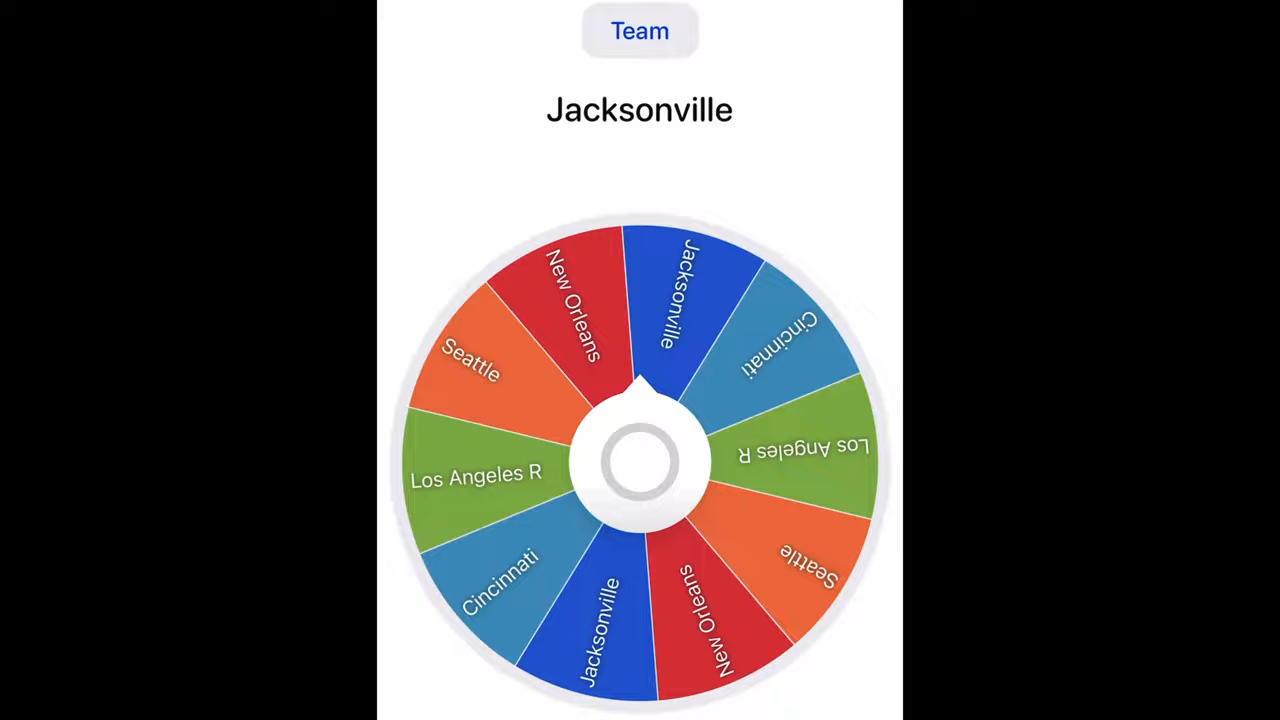 Team
Jacksonville
New Orleans
Jacksonville
Cincinnati
Seattle
Los Angeles R
Los Angeles R
Seattle
Cincinnati
Jacksonville
New Orleans